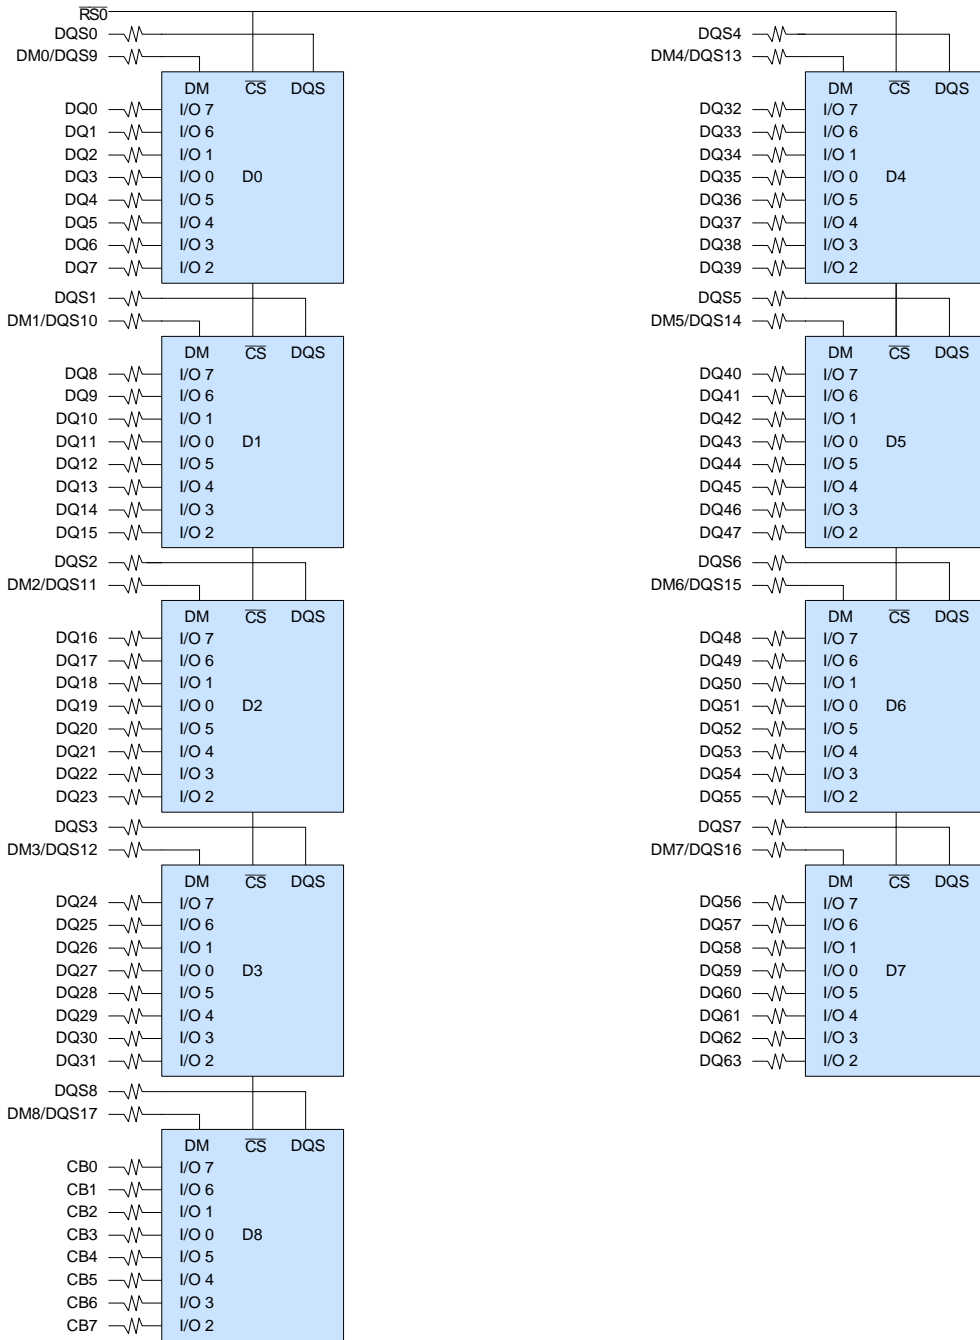 RS0
DQS0
DM0/DQS9
DM CS DQS
DQ0 I/O 7
DQ1 I/O 6
DQ2 I/O 1
DQ3 I/O 0 D0
DQ4 I/O 5
DQ5 I/O 4
DQ6 I/O 3
DQ7 I/O 2
DQS1
DM1/DQS10
DM CS DQS
DQ8 I/O 7
DQ9 I/O 6
DQ10 I/O 1
DQ11 I/O 0 D1
DQ12 I/O 5
DQ13 I/O 4
DQ14 I/O 3
DQ15 I/O 2
DQS2
DM2/DQS11
DM CS DQS
DQ16 I/O 7
DQ17 I/O 6
DQ18 I/O 1
DQ19 I/O 0 D2
DQ20 I/O 5
DQ21 I/O 4
DQ22 I/O 3
DQ23 I/O 2
DQS3
DM3/DQS12
DM CS DQS
DQ24 I/O 7
DQ25 I/O 6
DQ26 I/O 1
DQ27 I/O 0 D3
DQ28 I/O 5
DQ29 I/O 4
DQ30 I/O 3
DQ31 I/O 2
DQS8
DM8/DQS17
DM CS DQS
CB0 I/O 7
CB1 I/O 6
CB2 I/O 1
CB3 I/O 0 D8
CB4 I/O 5
CB5 I/O 4
CB6 I/O 3
CB7 I/O 2
DQS4
DM4/DQS13
DM CS DQS
DQ32 I/O 7
DQ33 I/O 6
DQ34 I/O 1
DQ35 I/O 0 D4
DQ36 I/O 5
DQ37 I/O 4
DQ38 I/O 3
DQ39 I/O 2
DQS5
DM5/DQS14
DM CS DQS
DQ40 I/O 7
DQ41 I/O 6
DQ42 I/O 1
DQ43 I/O 0 D5
DQ44 I/O 5
DQ45 I/O 4
DQ46 I/O 3
DQ47 I/O 2
DQS6
DM6/DQS15
DM CS DQS
DQ48 I/O 7
DQ49 I/O 6
DQ50 I/O 1
DQ51 I/O 0 D6
DQ52 I/O 5
DQ53 I/O 4
DQ54 I/O 3
DQ55 I/O 2
DQS7
DM7/DQS16
DM CS DQS
DQ56 I/O 7
DQ57 I/O 6
DQ58 I/O 1
DQ59 I/O 0 D7
DQ60 I/O 5
DQ61 I/O 4
DQ62 I/O 3
DQ63 I/O 2